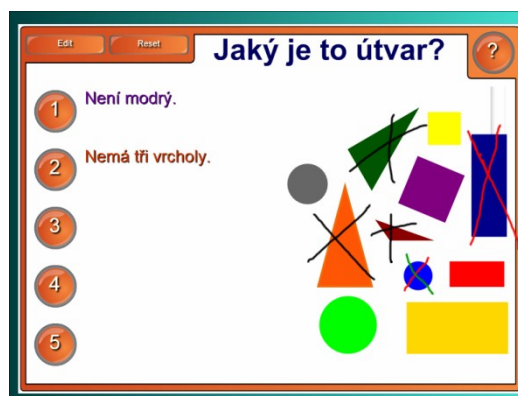 Edit
Reset
Jaký je to útvar?
?
1
Není modrý.
2
Nemá tři vrcholy.
3
4
5